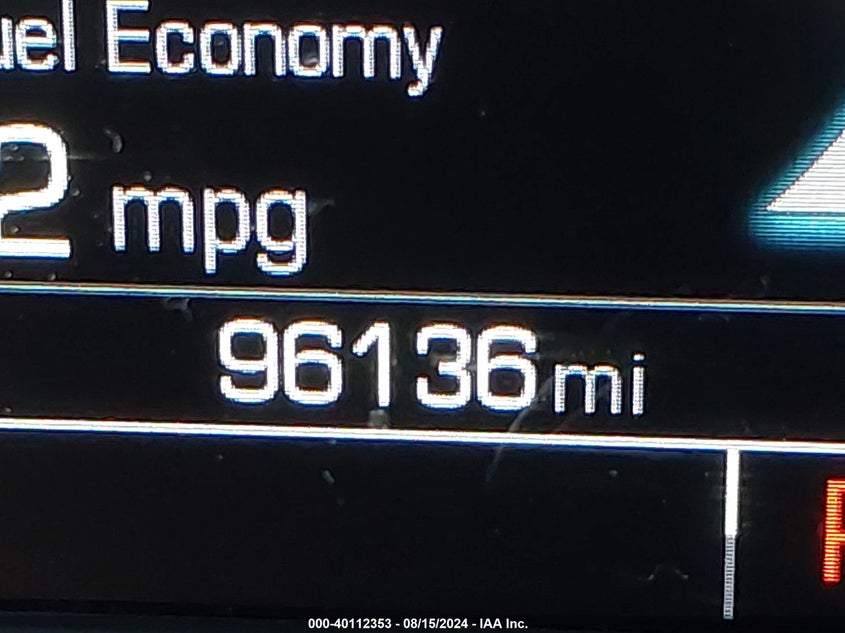 uel Economy
2 mpg
96136 mi
000-40112353 - 08/15/2024 - IAA Inc.